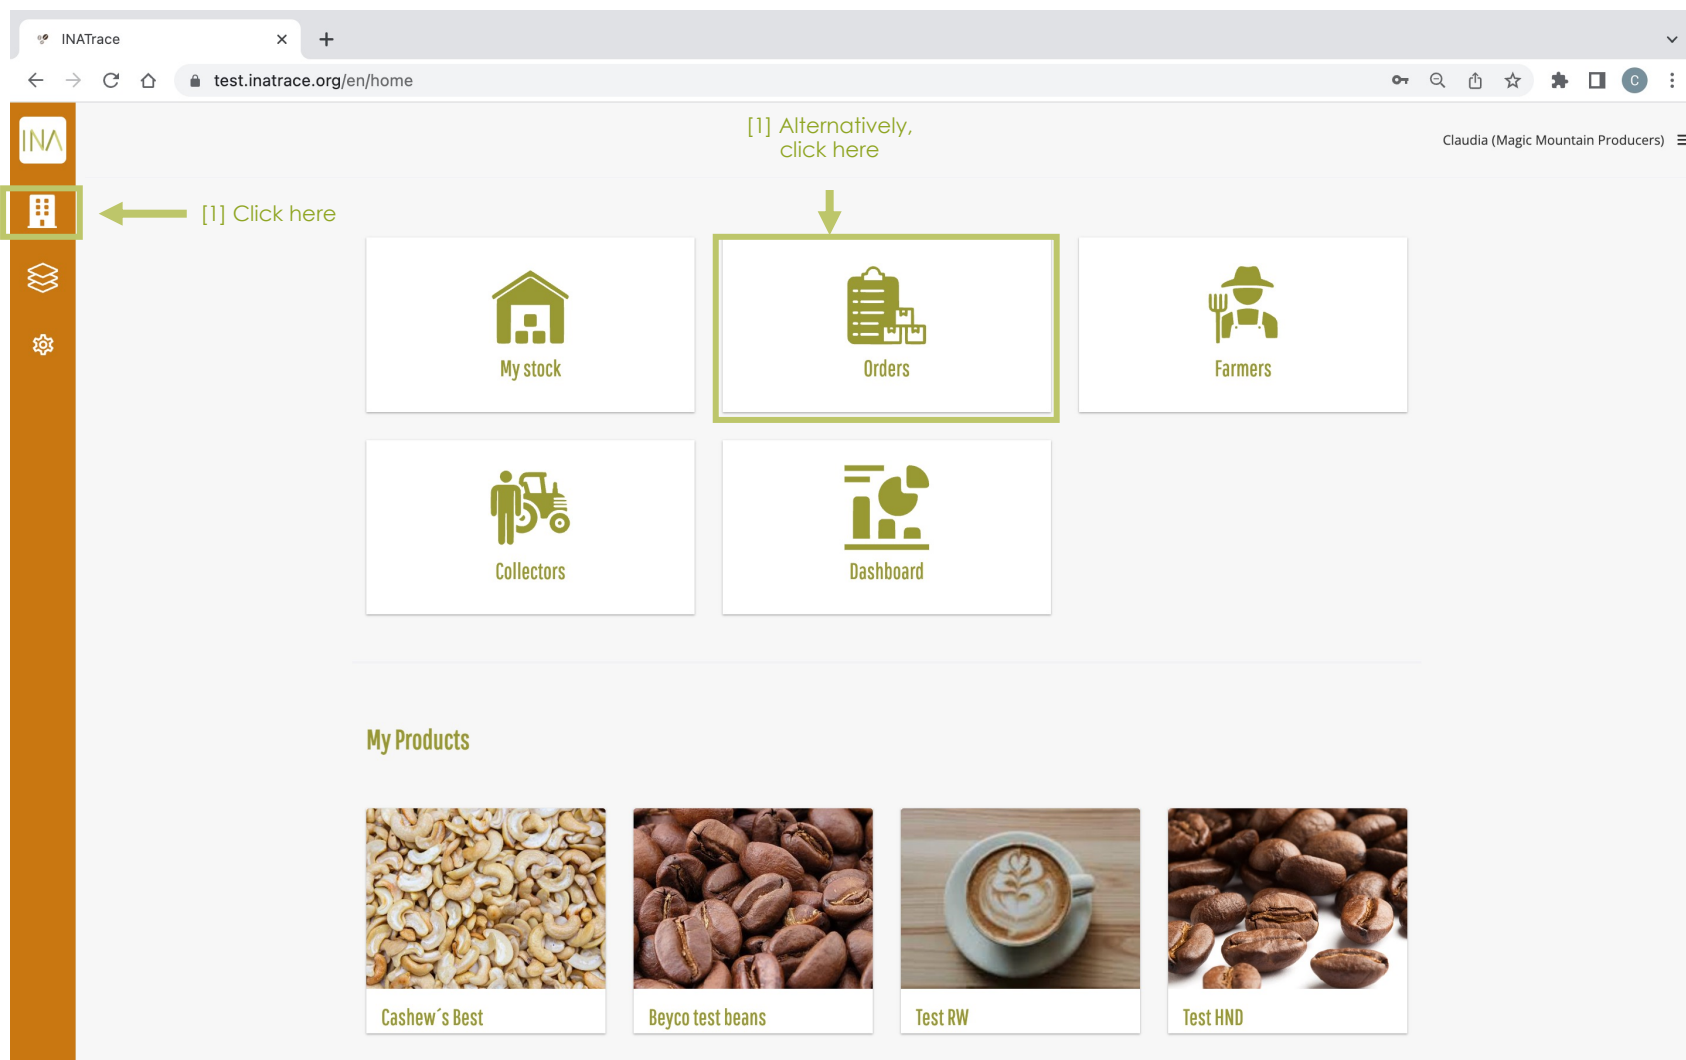 INATrace
test.inatrace.org/en/home
C
INA
[1] Alternatively,
click here
Claudia (Magic Mountain Producers)
[1] Click here
My stock
Orders
Farmers
Collectors
Dashboard
My Products
Cashew´s Best
Beyco test beans
Test RW
Test HND